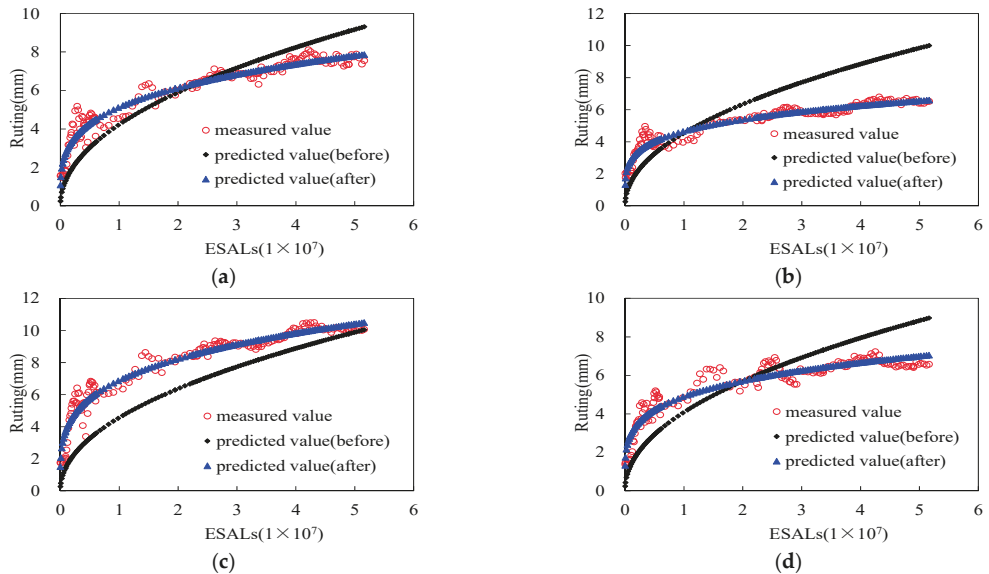 10
8
6
4
2
0
Ruting(mm)
measured value
predicted value(before)
predicted value(after)
0 1 2 3 4 5 6
ESALs(1×10⁷)
(a)
12
10
8
6
4
2
0
Ruting(mm)
measured value
predicted value(before)
predicted value(after)
0 1 2 3 4 5 6
ESALs(1×10⁷)
(b)
12
10
8
6
4
2
0
Ruting(mm)
measured value
predicted value(before)
predicted value(after)
0 1 2 3 4 5 6
ESALs(1×10⁷)
(c)
10
8
6
4
2
0
Ruting(mm)
measured value
predicted value(before)
predicted value(after)
0 1 2 3 4 5 6
ESALs(1×10⁷)
(d)